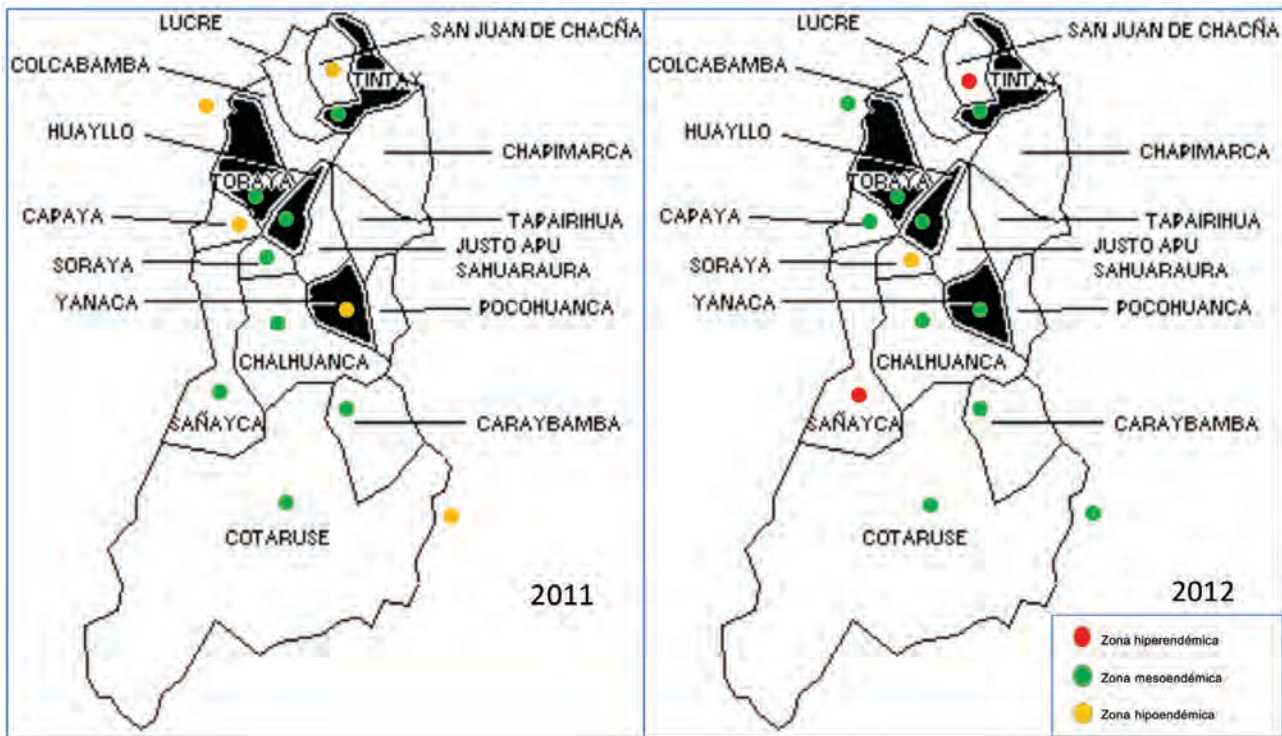 LUCRE
SAN JUAN DE CHACÑA
COLCABAMBA
TINTAY
HUAYLLO
CHAPIMARCA
TORAYA
CAPAYA
TAPAIRIHUA
SORAYA
JUSTO APU
SAHUARAURA
YANACA
POCOHUANCA
CHALHUANCA
SAÑAYCA
CARAYBAMBA
COTARUSE
2011
LUCRE
SAN JUAN DE CHACÑA
COLCABAMBA
TINTAY
HUAYLLO
CHAPIMARCA
TORAYA
CAPAYA
TAPAIRIHUA
SORAYA
JUSTO APU
SAHUARAURA
YANACA
POCOHUANCA
CHALHUANCA
SAÑAYCA
CARAYBAMBA
COTARUSE
2012
Zona hiperendémica
Zona mesoendémica
Zona hipoendémica